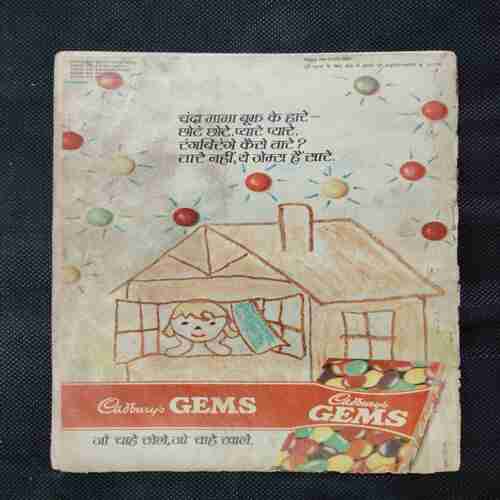 चंदा मामा बूझ के हारे—
छोटे छोटे, प्यारे प्यारे,
रंगबिरंगे कैसे तारे?
तारे नहीं, ये जेम्स हैं सारे.
Cadbury's GEMS
Cadbury's
GEMS
जो चाहे छोले, जो चाहे खाले.